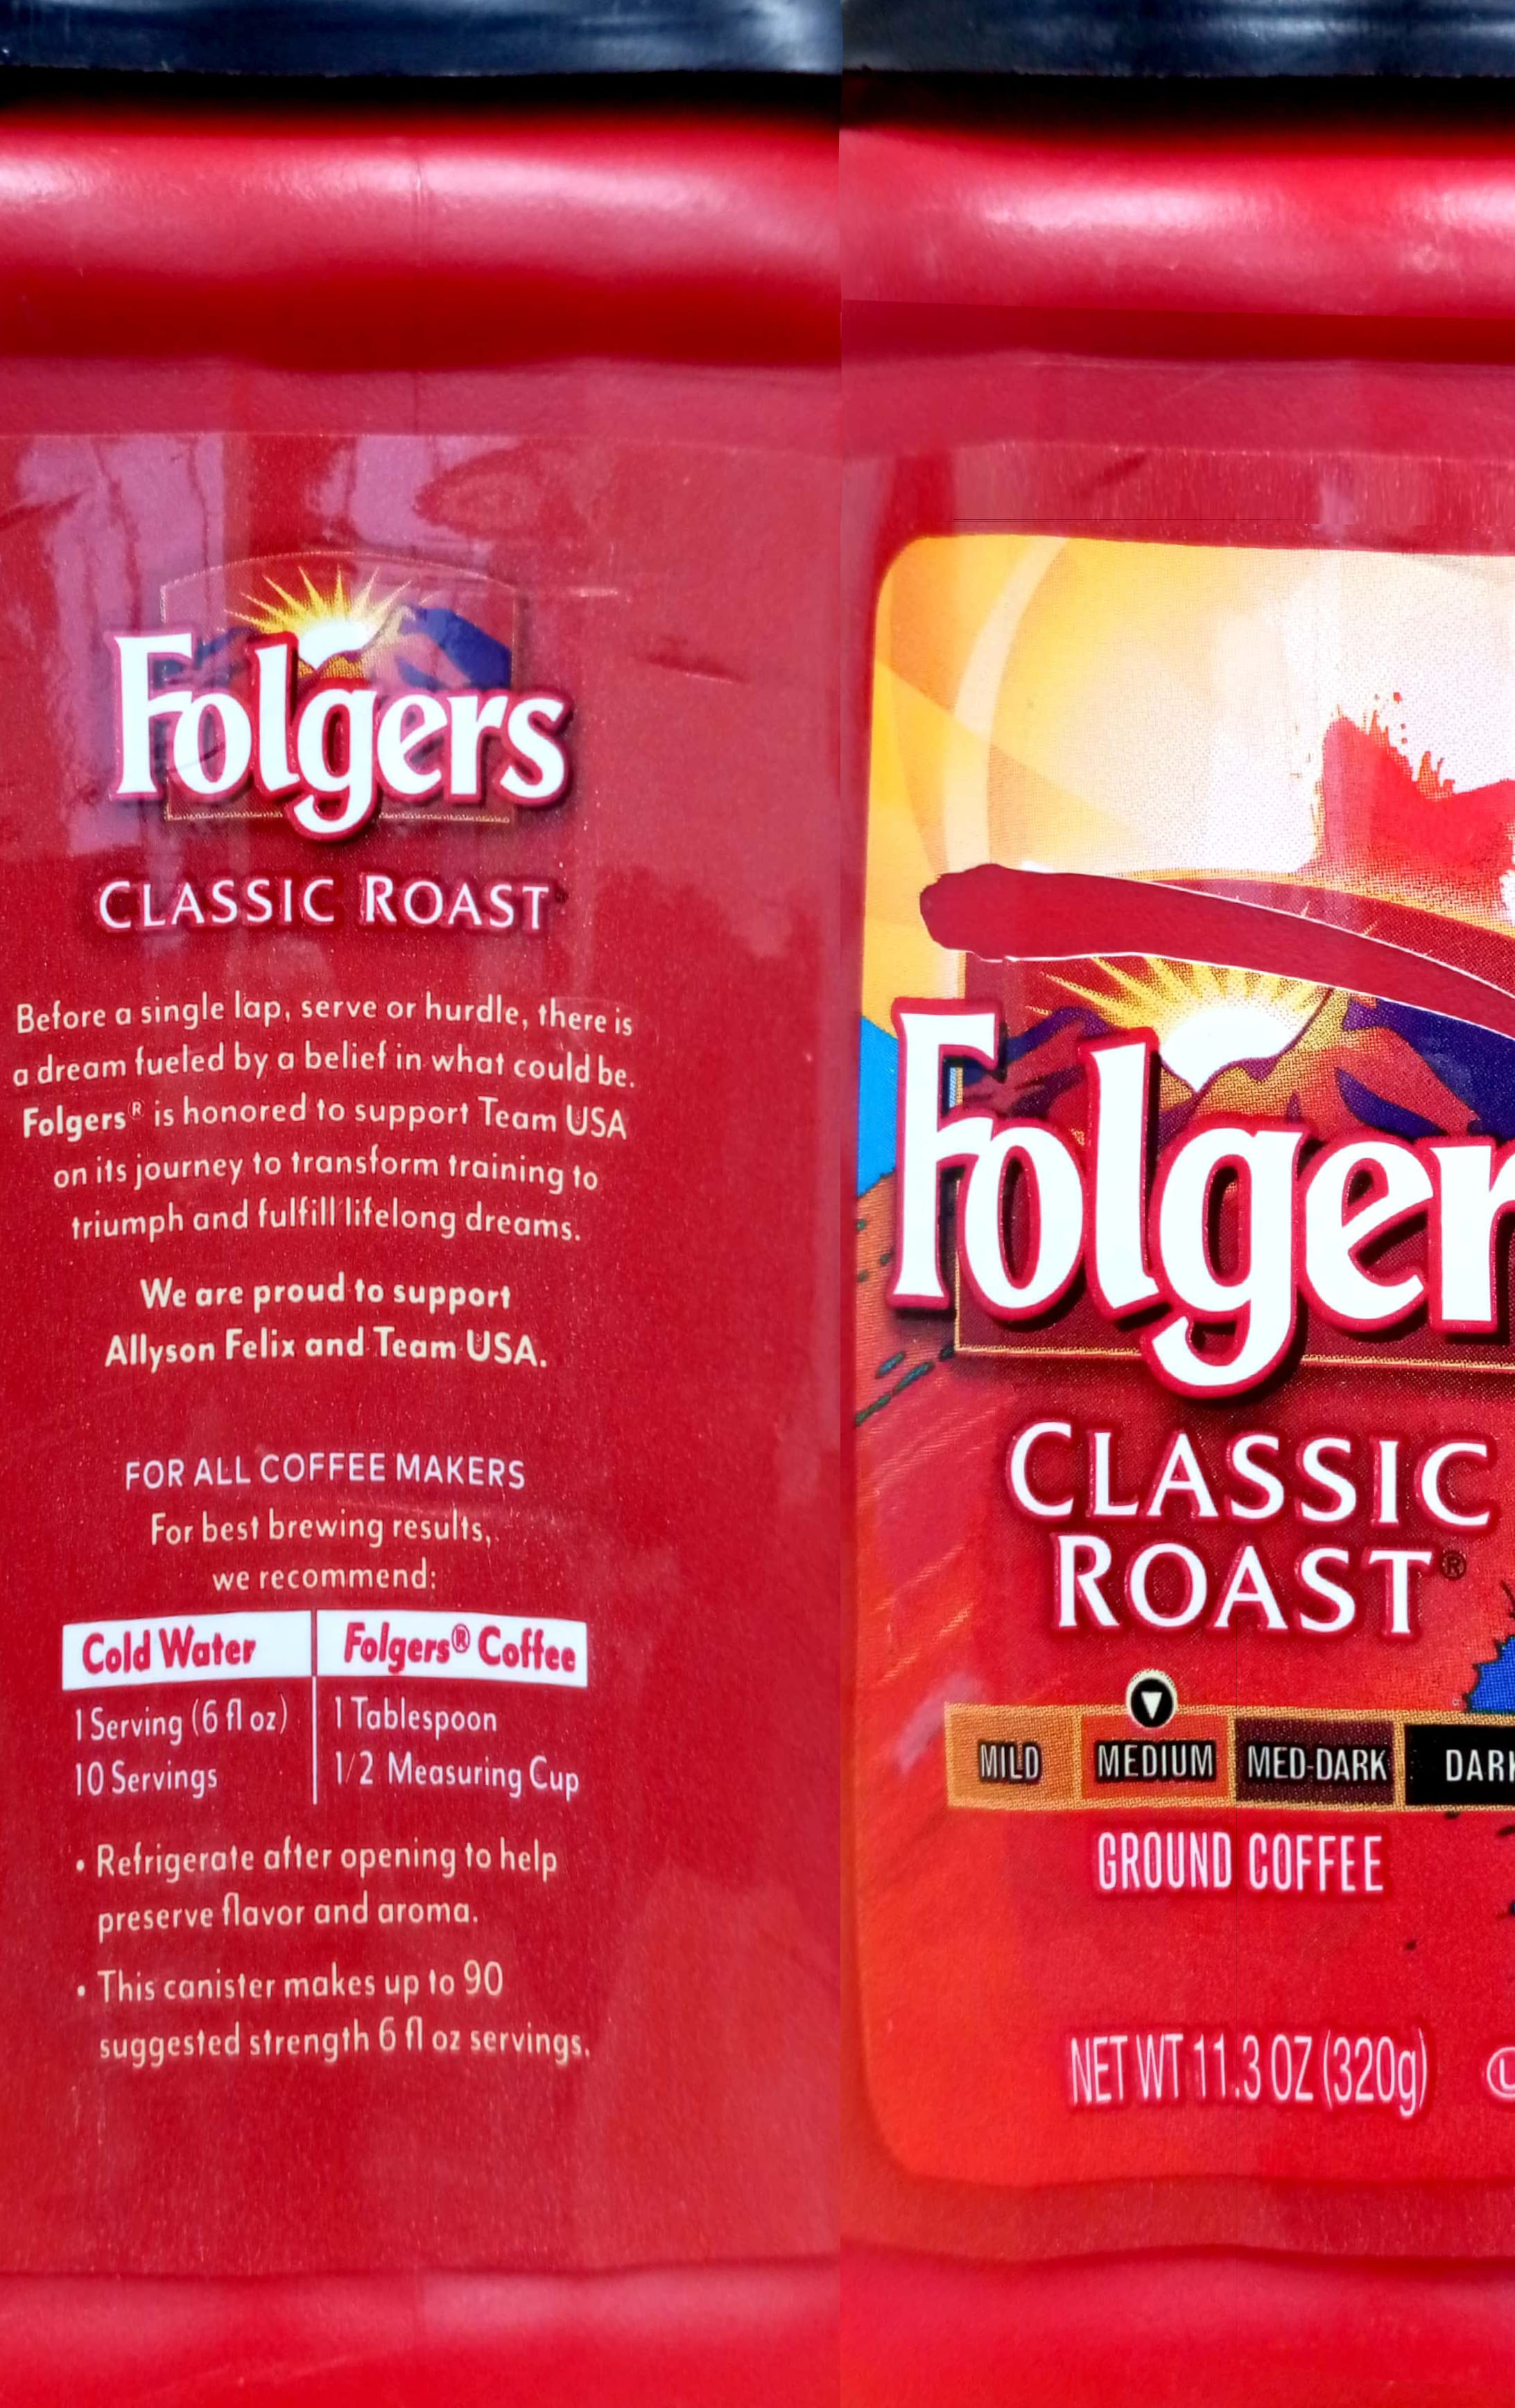 Folgers
CLASSIC ROAST
Before a single lap, serve or hurdle, there is
a dream fueled by a belief in what could be.
Folgers® is honored to support Team USA
on its journey to transform training to
triumph and fulfill lifelong dreams.
We are proud to support
Allyson Felix and Team USA.
FOR ALL COFFEE MAKERS
For best brewing results,
we recommend:
Cold Water Folgers® Coffee
1 Serving (6 fl oz) 1 Tablespoon
10 Servings 1/2 Measuring Cup
• Refrigerate after opening to help
preserve flavor and aroma.
• This canister makes up to 90
suggested strength 6 fl oz servings.
Folger
CLASSIC
ROAST®
MILD MEDIUM MED-DARK DARK
GROUND COFFEE
NET WT 11.3 OZ (320g)